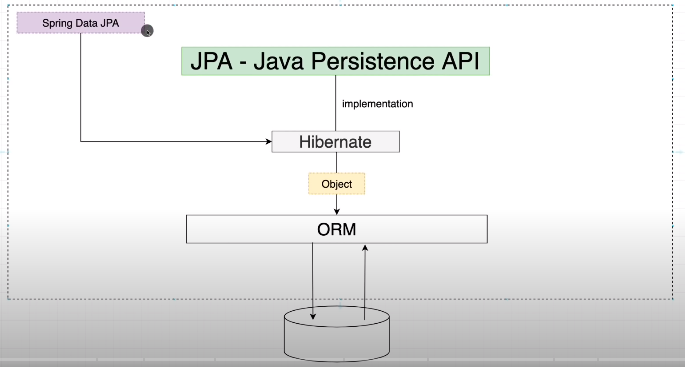 Spring Data JPA
JPA - Java Persistence API
implementation
Hibernate
Object
ORM